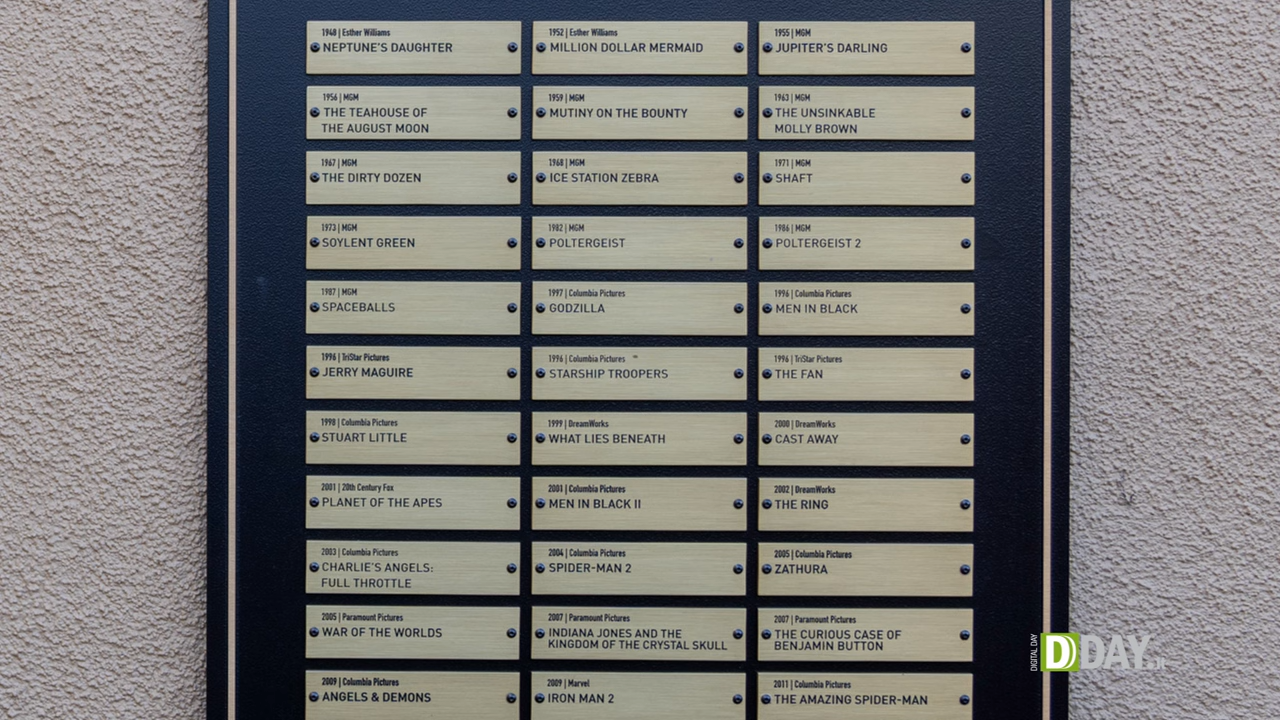 1948 | Esther Williams
NEPTUNE'S DAUGHTER
1952 | Esther Williams
MILLION DOLLAR MERMAID
1955 | MGM
JUPITER'S DARLING
1956 | MGM
THE TEAHOUSE OF
THE AUGUST MOON
1959 | MGM
MUTINY ON THE BOUNTY
1963 | MGM
THE UNSINKABLE
MOLLY BROWN
1967 | MGM
THE DIRTY DOZEN
1968 | MGM
ICE STATION ZEBRA
1971 | MGM
SHAFT
1973 | MGM
SOYLENT GREEN
1982 | MGM
POLTERGEIST
1986 | MGM
POLTERGEIST 2
1987 | MGM
SPACEBALLS
1997 | Columbia Pictures
GODZILLA
1996 | Columbia Pictures
MEN IN BLACK
1996 | TriStar Pictures
JERRY MAGUIRE
1996 | Columbia Pictures
STARSHIP TROOPERS
1996 | TriStar Pictures
THE FAN
1998 | Columbia Pictures
STUART LITTLE
1999 | DreamWorks
WHAT LIES BENEATH
2000 | DreamWorks
CAST AWAY
2001 | 20th Century Fox
PLANET OF THE APES
2001 | Columbia Pictures
MEN IN BLACK II
2002 | DreamWorks
THE RING
2003 | Columbia Pictures
CHARLIE'S ANGELS:
FULL THROTTLE
2004 | Columbia Pictures
SPIDER-MAN 2
2005 | Columbia Pictures
ZATHURA
2005 | Paramount Pictures
WAR OF THE WORLDS
2007 | Paramount Pictures
INDIANA JONES AND THE
KINGDOM OF THE CRYSTAL SKULL
2007 | Paramount Pictures
THE CURIOUS CASE OF
BENJAMIN BUTTON
2009 | Columbia Pictures
ANGELS & DEMONS
2009 | Marvel
IRON MAN 2
2011 | Columbia Pictures
THE AMAZING SPIDER-MAN
DIGITAL DAY
D DDAY.it